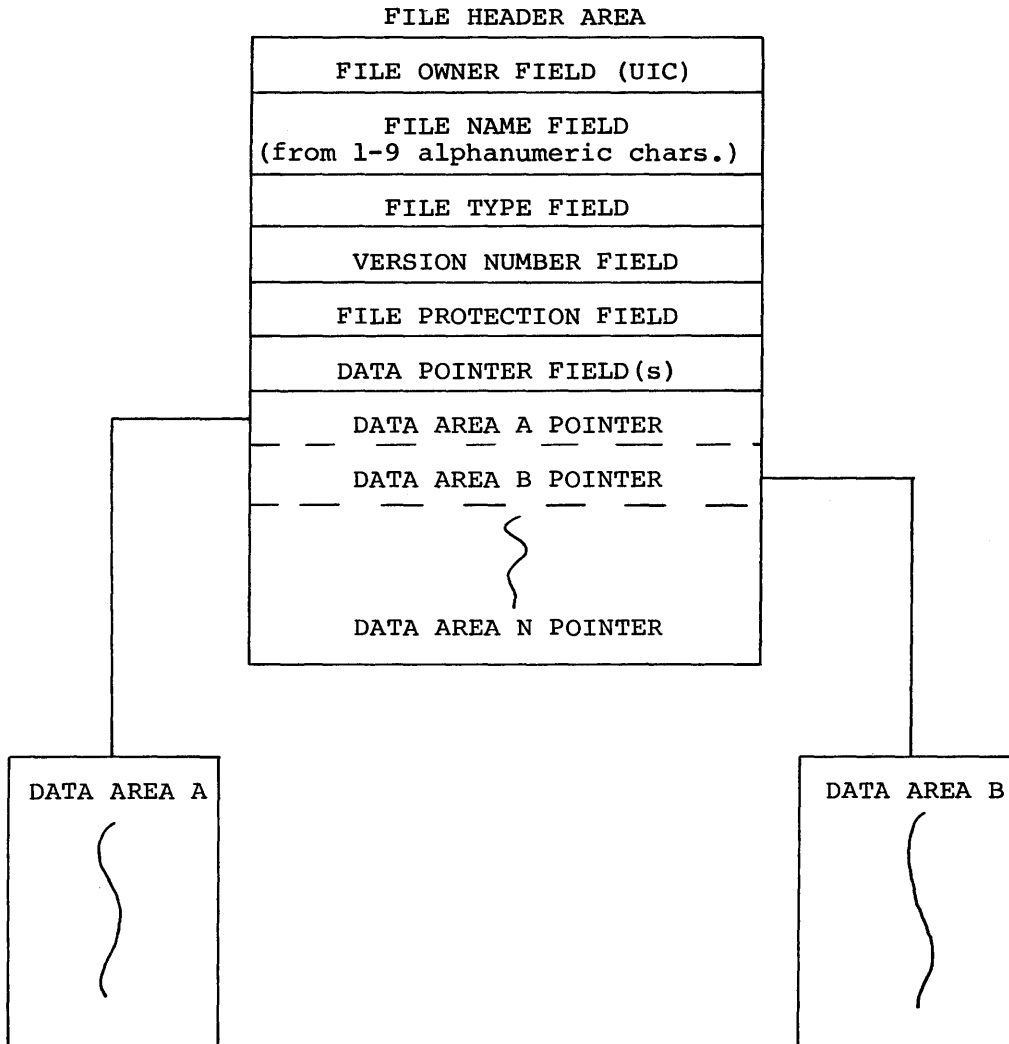 FILE HEADER AREA
FILE OWNER FIELD (UIC)
FILE NAME FIELD
(from 1-9 alphanumeric chars.)
FILE TYPE FIELD
VERSION NUMBER FIELD
FILE PROTECTION FIELD
DATA POINTER FIELD(s)
DATA AREA A POINTER
DATA AREA B POINTER
DATA AREA N POINTER
DATA AREA A
DATA AREA B